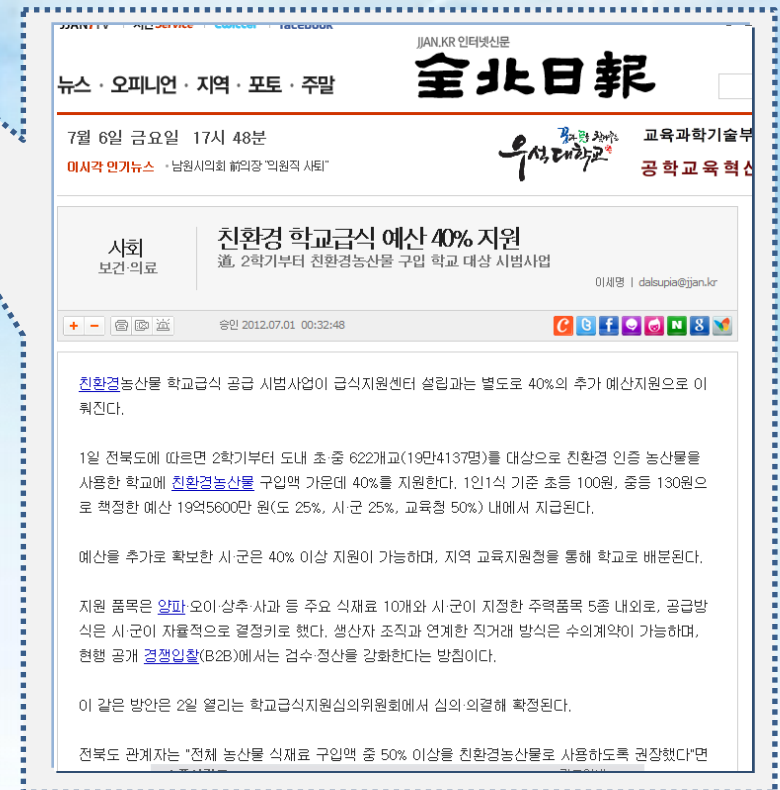 JJAN.KR 인터넷신문
뉴스 · 오피니언 · 지역 · 포토 · 주말
全北日報
7월 6일 금요일 17시 48분
이시각 인기뉴스 · 남원시의회 前의장 "의원직 사퇴"
우석대학교
교육과학기술부
공학교육혁신
사회
보건·의료
친환경 학교급식 예산 40% 지원
道, 2학기부터 친환경농산물 구입 학교 대상 시범사업
이세명 | dalsupia@jjan.kr
승인 2012.07.01 00:32:48
친환경농산물 학교급식 공급 시범사업이 급식지원센터 설립과는 별도로 40%의 추가 예산지원으로 이
뤄진다.
1일 전북도에 따르면 2학기부터 도내 초·중 622개교(19만4137명)를 대상으로 친환경 인증 농산물을
사용한 학교에 친환경농산물 구입액 가운데 40%를 지원한다. 1인1식 기준 초등 100원, 중등 130원으
로 책정한 예산 19억5600만 원(도 25%, 시·군 25%, 교육청 50%) 내에서 지급된다.
예산을 추가로 확보한 시·군은 40% 이상 지원이 가능하며, 지역 교육지원청을 통해 학교로 배분된다.
지원 품목은 양파·오이·상추·사과 등 주요 식재료 10개와 시·군이 지정한 주력품목 5종 내외로, 공급방
식은 시·군이 자율적으로 결정키로 했다. 생산자 조직과 연계한 직거래 방식은 수의계약이 가능하며,
현행 공개 경쟁입찰(B2B)에서는 검수·정산을 강화한다는 방침이다.
이 같은 방안은 2일 열리는 학교급식지원심의위원회에서 심의·의결해 확정된다.
전북도 관계자는 "전체 농산물 식재료 구입액 중 50% 이상을 친환경농산물로 사용하도록 권장했다"면